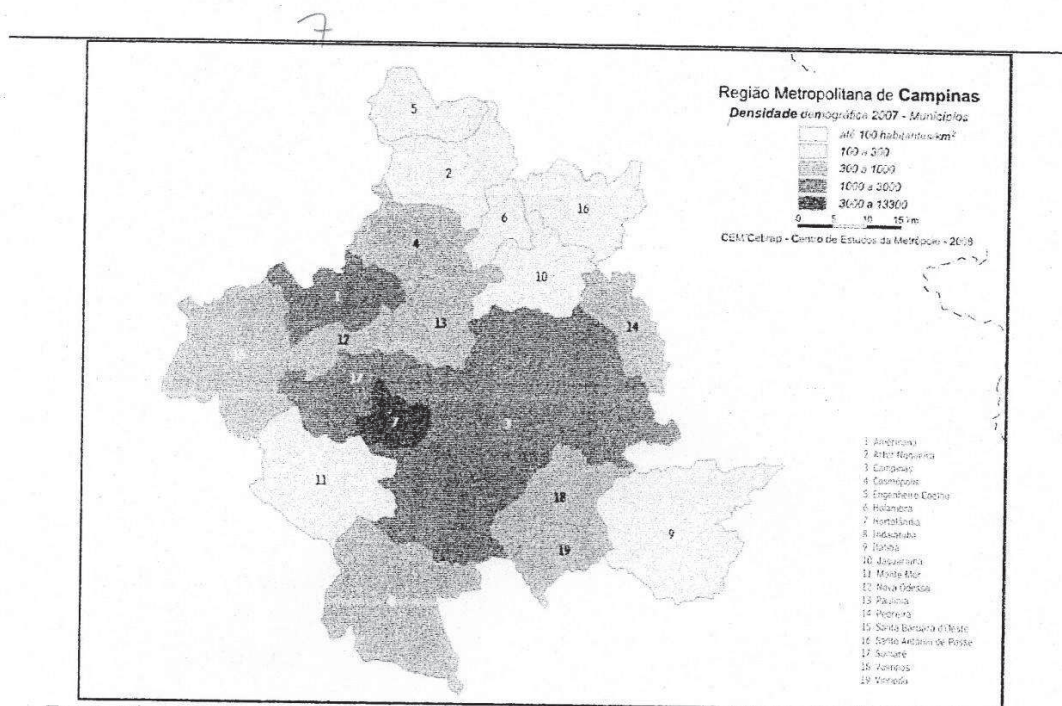 7
Região Metropolitana de Campinas
Densidade demográfica 2007 - Municípios
até 100 habitantes/km²
100 a 300
300 a 1000
1000 a 3000
3000 a 13300
0 5 10 15 km
CEM/Cebrap - Centro de Estudos da Metrópole - 2008
5
2
6
16
4
10
1
13
14
12
17
7
3
11
18
19
9
1 Americana
2 Artur Nogueira
3 Campinas
4 Cosmópolis
5 Engenheiro Coelho
6 Holambra
7 Hortolândia
8 Indaiatuba
9 Itatiba
10 Jaguariúna
11 Monte Mor
12 Nova Odessa
13 Paulínia
14 Pedreira
15 Santa Bárbara d'Oeste
16 Santo Antônio de Posse
17 Sumaré
18 Valinhos
19 Vinhedo